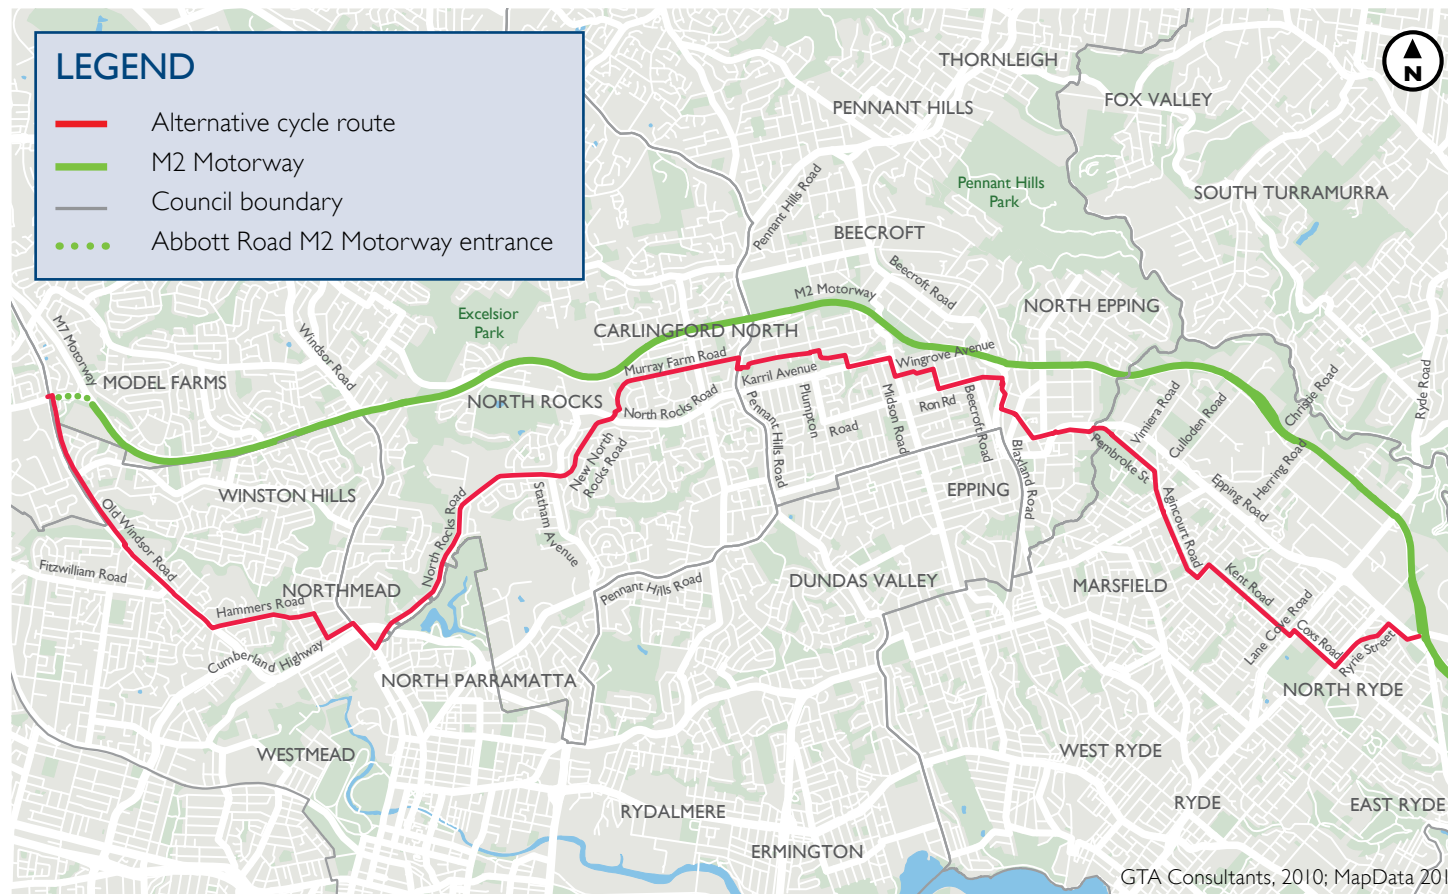 LEGEND
Alternative cycle route
M2 Motorway
Council boundary
Abbott Road M2 Motorway entrance
N
THORNLEIGH
FOX VALLEY
PENNANT HILLS
Pennant Hills
Park
SOUTH TURRAMURRA
Pennant Hills Road
BEECROFT
Beecroft Road
M2 Motorway
NORTH EPPING
Excelsior
Park
CARLINGFORD NORTH
M7 Motorway
Windsor Road
MODEL FARMS
Murray Farm Road
Wingrove Avenue
Karril Avenue
NORTH ROCKS
North Rocks Road
Plumpton
Road
Midson Road
Ron Rd
Beecroft Road
Pennant Hills Road
Christie Road
Ryde Road
Vimiera Road
Culloden Road
New North
Rocks Road
Blaxland Road
Pembroke St
Herring Road
Epping Road
WINSTON HILLS
Statham Avenue
EPPING
Agincourt Road
Old Windsor Road
North Rocks Road
Fitzwilliam Road
NORTHMEAD
Hammers Road
Pennant Hills Road
DUNDAS VALLEY
MARSFIELD
Kent Road
Lane Cove Road
Coxs Road
Ryrie Street
Cumberland Highway
NORTH PARRAMATTA
NORTH RYDE
WESTMEAD
WEST RYDE
RYDALMERE
RYDE
EAST RYDE
ERMINGTON
GTA Consultants, 2010: MapData 201